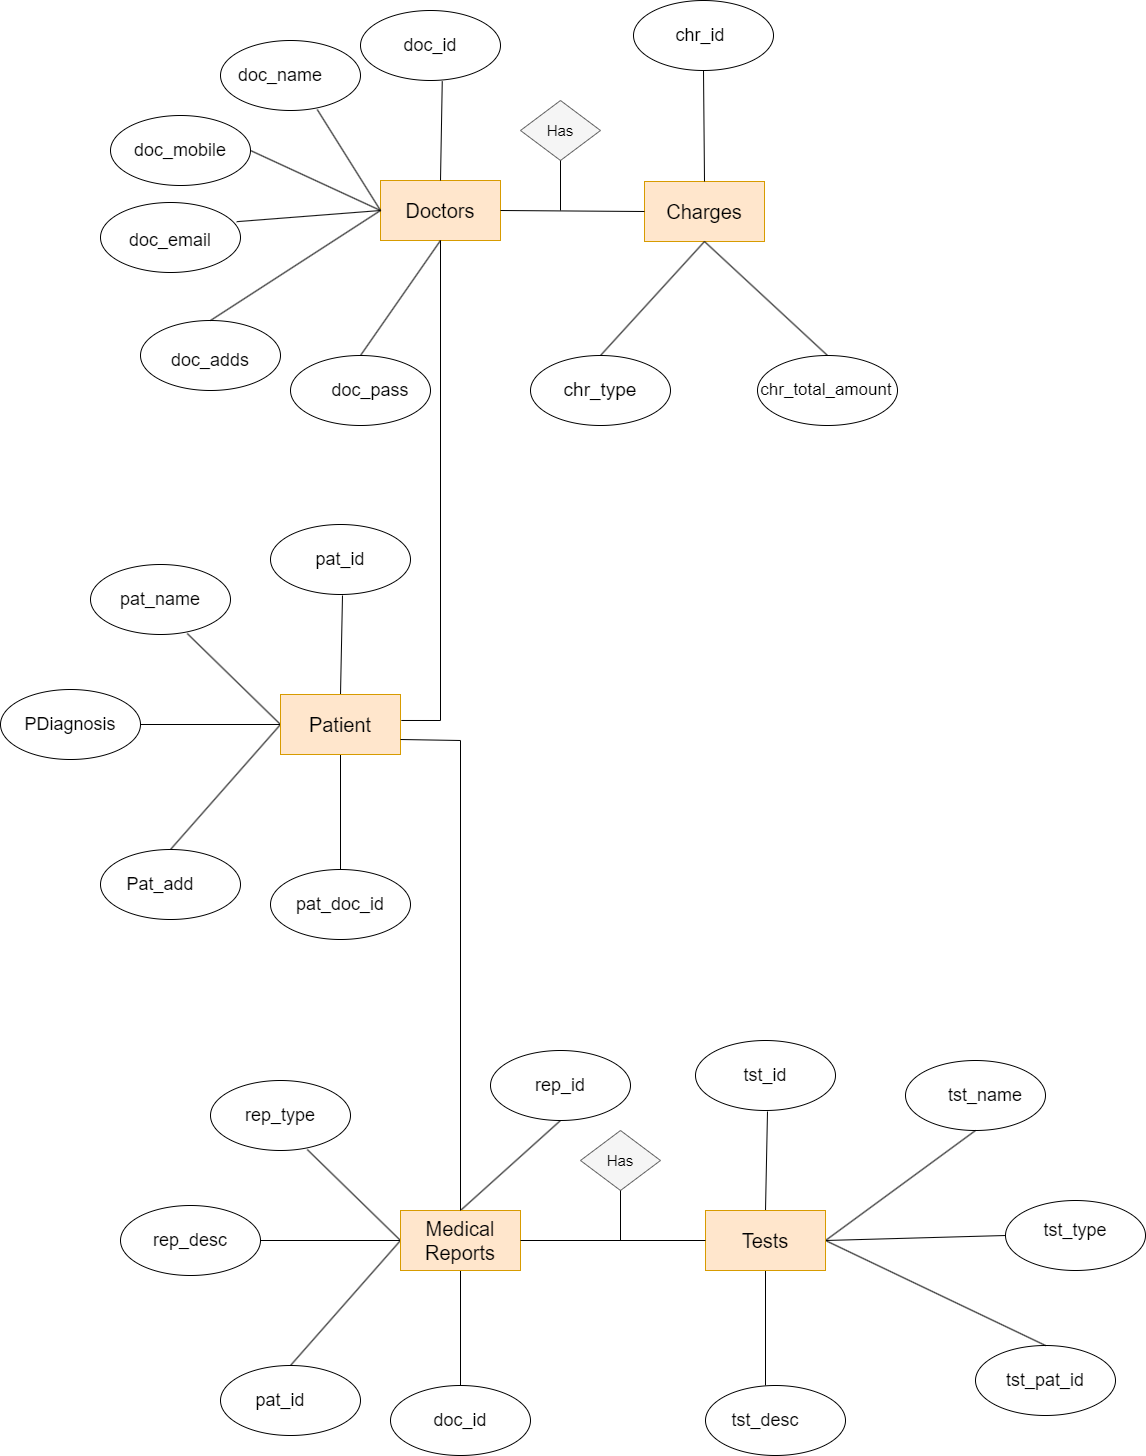 chr_id
doc_id
doc_name
Has
doc_mobile
Doctors
Charges
doc_email
doc_adds
doc_pass
chr_type
chr_total_amount
pat_id
pat_name
PDiagnosis
Patient
Pat_add
pat_doc_id
tst_id
rep_id
tst_name
rep_type
Has
Medical
Reports
rep_desc
Tests
tst_type
tst_pat_id
pat_id
doc_id
tst_desc